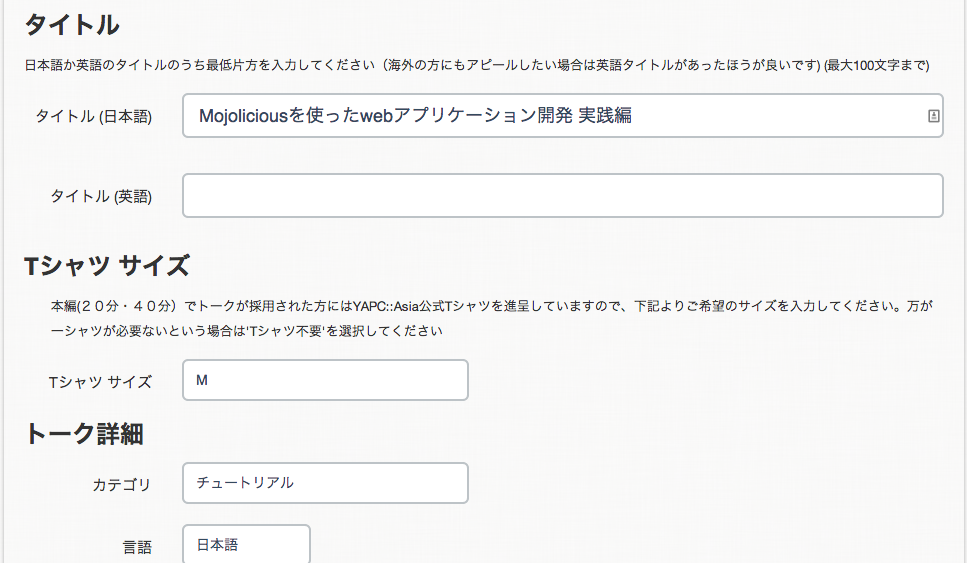 タイトル
日本語か英語のタイトルのうち最低片方を入力してください（海外の方にもアピールしたい場合は英語タイトルがあったほうが良いです) (最大100文字まで)
タイトル (日本語)
Mojoliciousを使ったwebアプリケーション開発 実践編
タイトル (英語)
Tシャツ サイズ
本編(２０分・４０分）でトークが採用された方にはYAPC::Asia公式Tシャツを進呈していますので、下記よりご希望のサイズを入力してください。万が
一シャツが必要ないという場合は'Tシャツ不要'を選択してください
Tシャツ サイズ
M
トーク詳細
カテゴリ
チュートリアル
言語
日本語